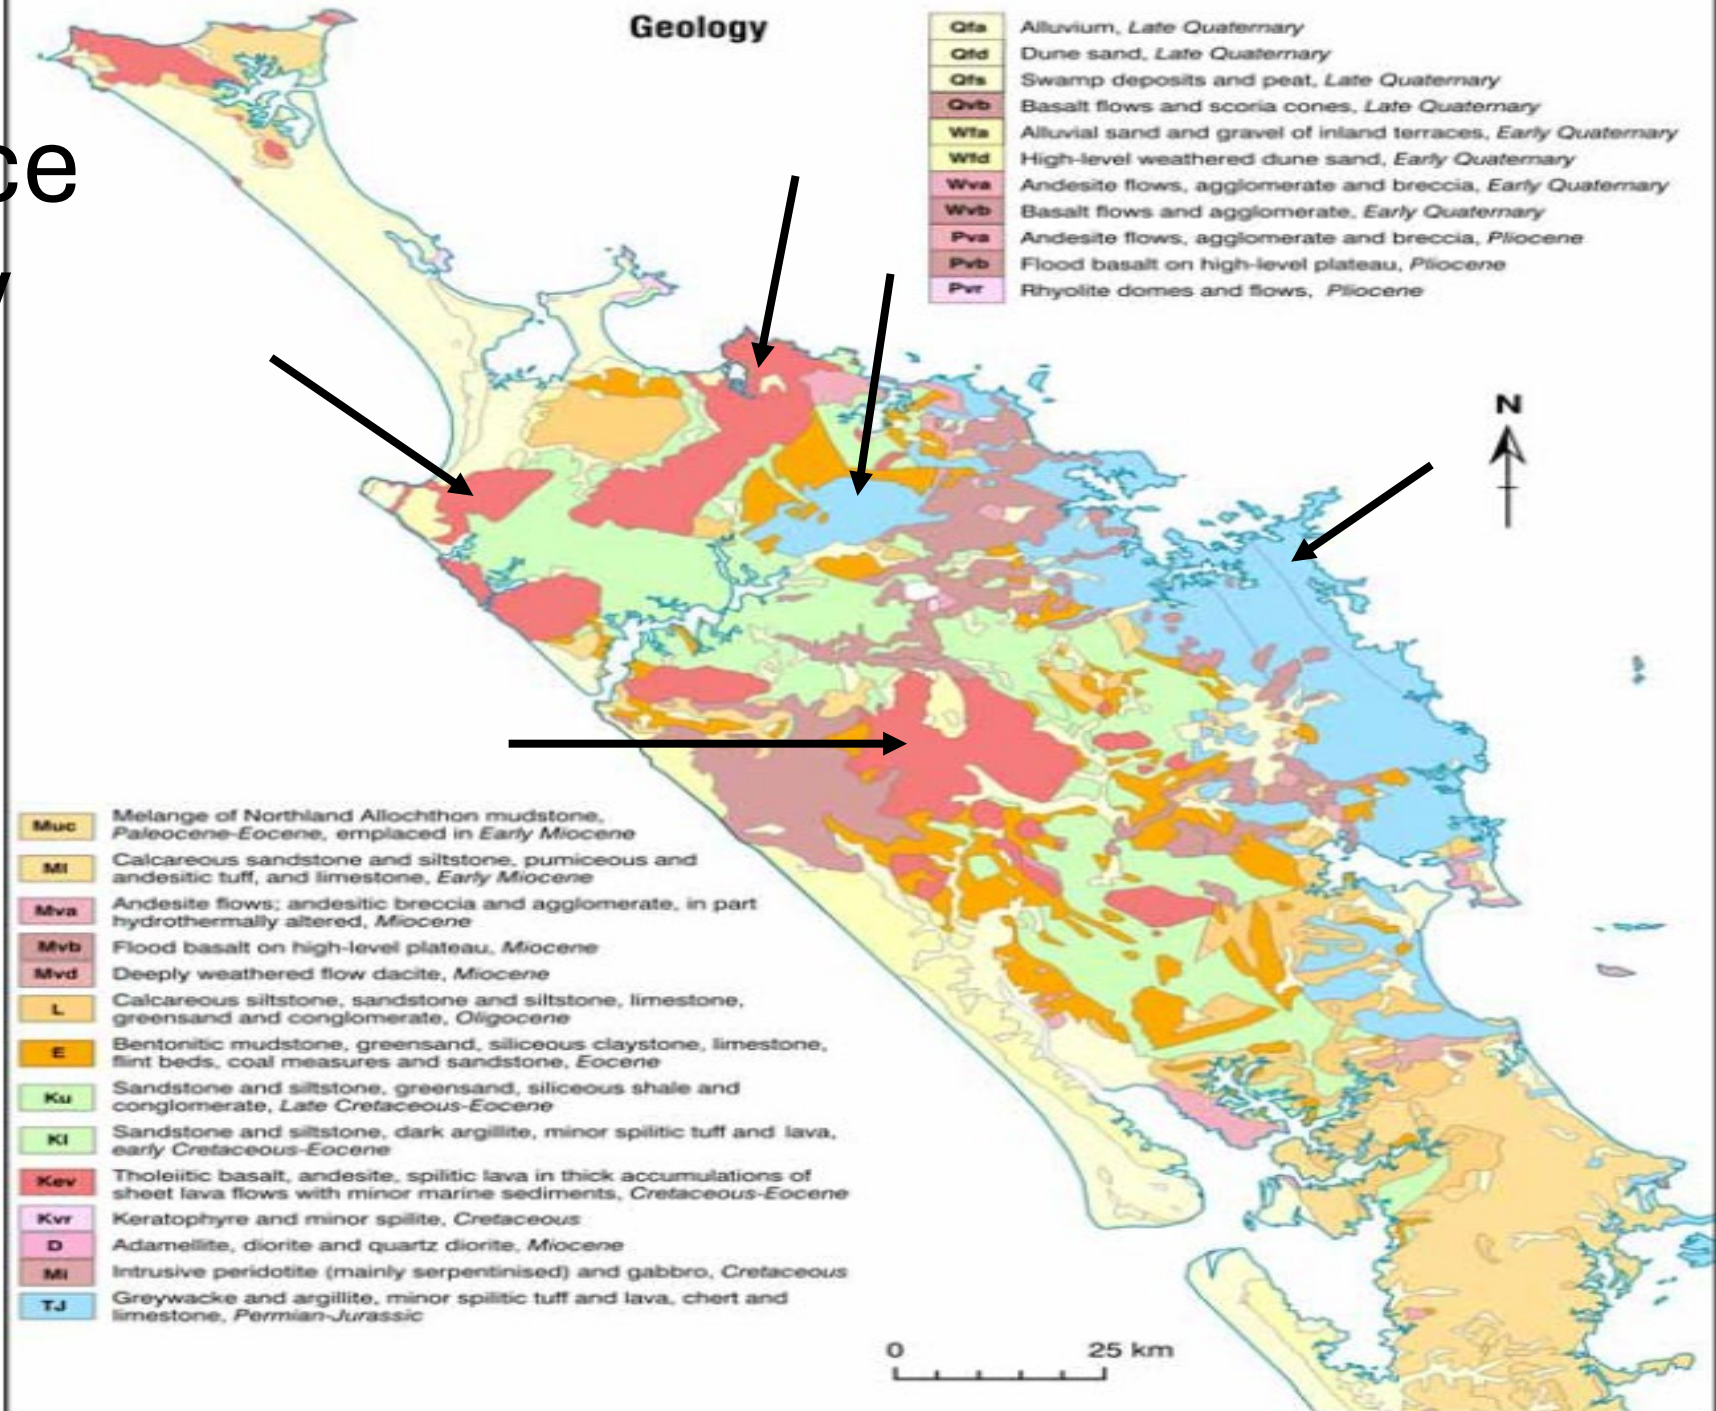 Geology
ce
Qfa Alluvium, Late Quaternary
Qfd Dune sand, Late Quaternary
Qfs Swamp deposits and peat, Late Quaternary
Qvb Basalt flows and scoria cones, Late Quaternary
Wfa Alluvial sand and gravel of inland terraces, Early Quaternary
Wfd High-level weathered dune sand, Early Quaternary
Wva Andesite flows, agglomerate and breccia, Early Quaternary
Wvb Basalt flows and agglomerate, Early Quaternary
Pva Andesite flows, agglomerate and breccia, Pliocene
Pvb Flood basalt on high-level plateau, Pliocene
Pvr Rhyolite domes and flows, Pliocene
N
Muc Melange of Northland Allochthon mudstone,
Paleocene-Eocene, emplaced in Early Miocene
MI Calcareous sandstone and siltstone, pumiceous and
andesitic tuff, and limestone, Early Miocene
Mva Andesite flows; andesitic breccia and agglomerate, in part
hydrothermally altered, Miocene
Mvb Flood basalt on high-level plateau, Miocene
Mvd Deeply weathered flow dacite, Miocene
L Calcareous siltstone, sandstone and siltstone, limestone,
greensand and conglomerate, Oligocene
E Bentonitic mudstone, greensand, siliceous claystone, limestone,
flint beds, coal measures and sandstone, Eocene
Ku Sandstone and siltstone, greensand, siliceous shale and
conglomerate, Late Cretaceous-Eocene
Kl Sandstone and siltstone, dark argillite, minor spilitic tuff and lava,
early Cretaceous-Eocene
Kev Tholeiitic basalt, andesite, spilitic lava in thick accumulations of
sheet lava flows with minor marine sediments, Cretaceous-Eocene
Kvr Keratophyre and minor spilite, Cretaceous
D Adamellite, diorite and quartz diorite, Miocene
Mi Intrusive peridotite (mainly serpentinised) and gabbro, Cretaceous
TJ Greywacke and argillite, minor spilitic tuff and lava, chert and
limestone, Permian-Jurassic
0 25 km